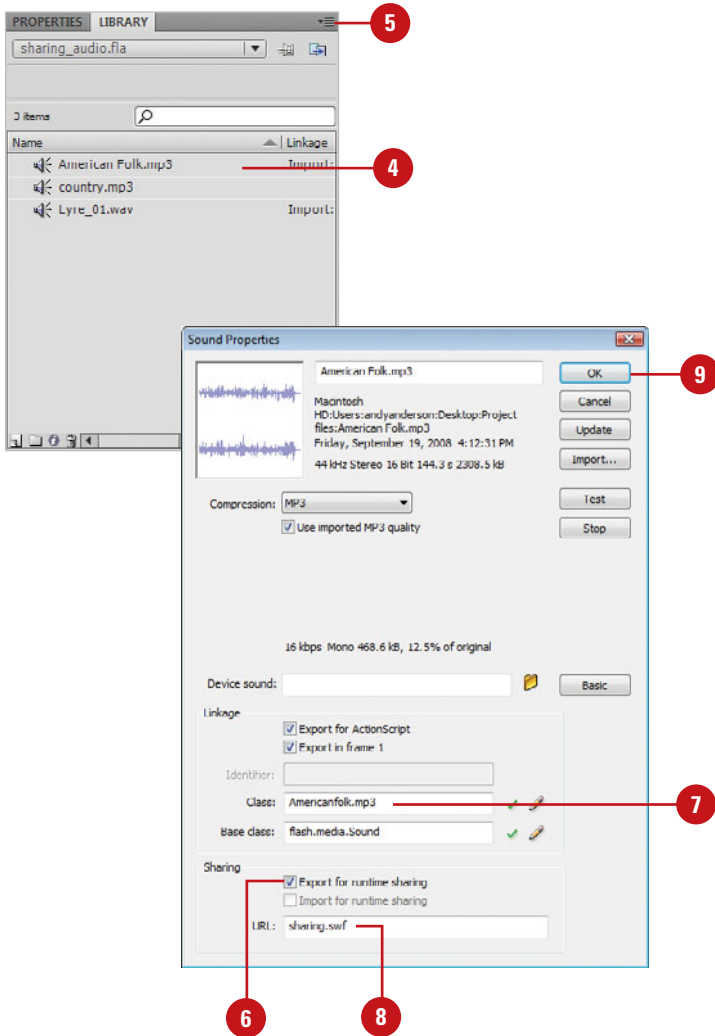 PROPERTIES LIBRARY
5
sharing_audio.fla
3 items
Name Linkage
American Folk.mp3 Import:
4
country.mp3
Lyre_01.wav Import:
Sound Properties
American Folk.mp3
OK
9
Macintosh
HD:Users:andyanderson:Desktop:Project
files:American Folk.mp3
Friday, September 19, 2008 4:12:31 PM
44 kHz Stereo 16 Bit 144.3 s 2308.5 kB
Cancel
Update
Import...
Compression: MP3
Test
Use imported MP3 quality
Stop
16 kbps Mono 468.6 kB, 12.5% of original
Device sound:
Basic
Linkage
Export for ActionScript
Export in frame 1
Identifier:
Class: Americanfolk.mp3
7
Base class: flash.media.Sound
Sharing
Export for runtime sharing
Import for runtime sharing
URL: sharing.swf
6
8